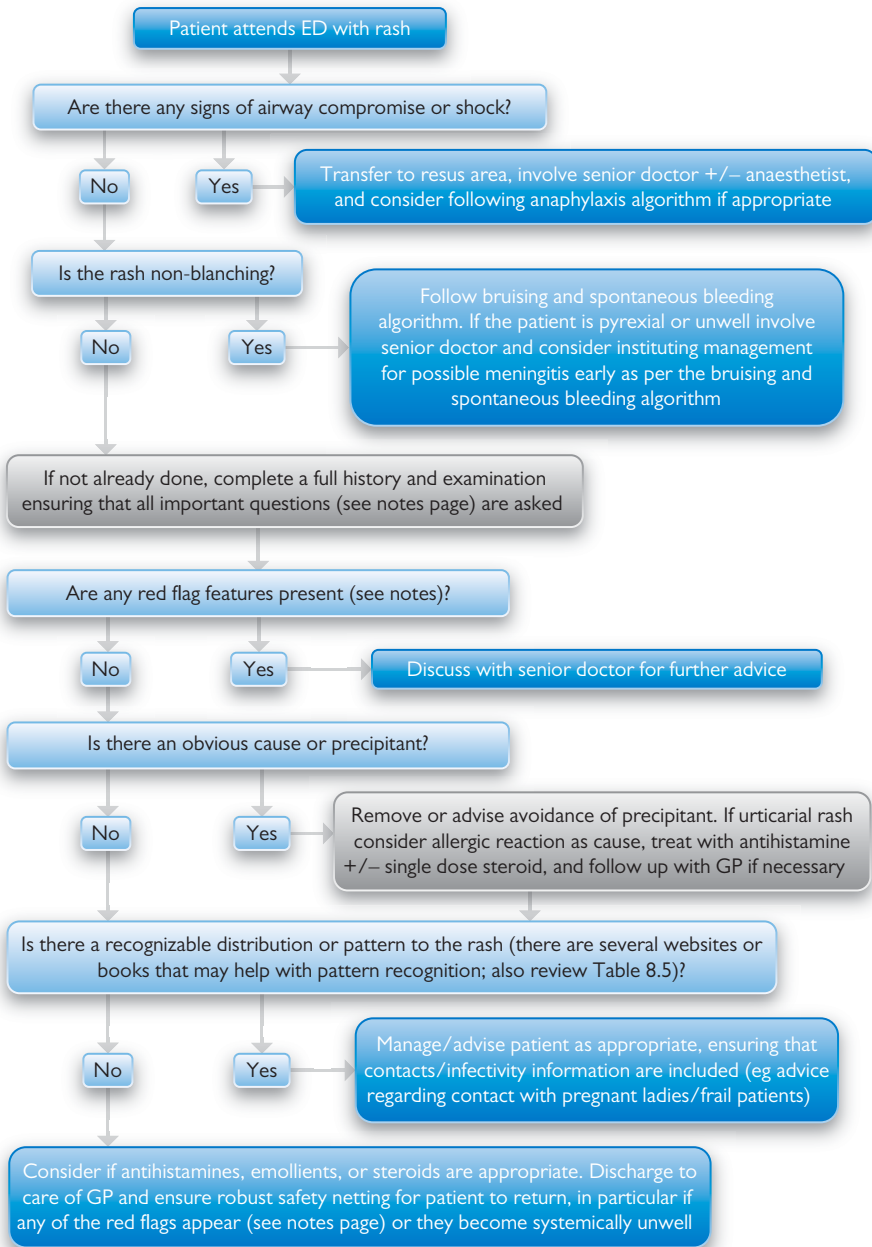 Patient attends ED with rash
Are there any signs of airway compromise or shock?
No
Yes
Transfer to resus area, involve senior doctor +/– anaesthetist,
and consider following anaphylaxis algorithm if appropriate
Is the rash non-blanching?
No
Yes
Follow bruising and spontaneous bleeding
algorithm. If the patient is pyrexial or unwell involve
senior doctor and consider instituting management
for possible meningitis early as per the bruising and
spontaneous bleeding algorithm
If not already done, complete a full history and examination
ensuring that all important questions (see notes page) are asked
Are any red flag features present (see notes)?
No
Yes
Discuss with senior doctor for further advice
Is there an obvious cause or precipitant?
No
Yes
Remove or advise avoidance of precipitant. If urticarial rash
consider allergic reaction as cause, treat with antihistamine
+/– single dose steroid, and follow up with GP if necessary
Is there a recognizable distribution or pattern to the rash (there are several websites or
books that may help with pattern recognition; also review Table 8.5)?
No
Yes
Manage/advise patient as appropriate, ensuring that
contacts/infectivity information are included (eg advice
regarding contact with pregnant ladies/frail patients)
Consider if antihistamines, emollients, or steroids are appropriate. Discharge to
care of GP and ensure robust safety netting for patient to return, in particular if
any of the red flags appear (see notes page) or they become systemically unwell